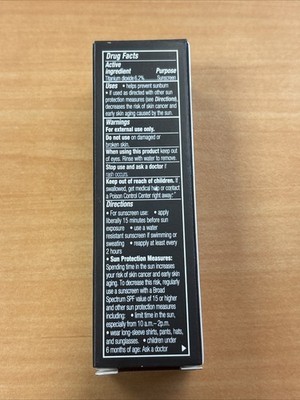 Drug Facts
Active
ingredient Purpose
Titanium dioxide 6.2% Sunscreen
Uses • helps prevent sunburn
• If used as directed with other sun
protection measures (see Directions),
decreases the risk of skin cancer and
early skin aging caused by the sun.
Warnings
For external use only.
Do not use on damaged or
broken skin.
When using this product keep out
of eyes. Rinse with water to remove.
Stop use and ask a doctor if
rash occurs.
Keep out of reach of children. If
swallowed, get medical help or contact
a Poison Control Center right away.
Directions
• For sunscreen use: • apply
liberally 15 minutes before sun
exposure • use a water
resistant sunscreen if swimming or
sweating • reapply at least every
2 hours
• Sun Protection Measures:
Spending time in the sun increases
your risk of skin cancer and early skin
aging. To decrease this risk, regularly
use a sunscreen with a Broad
Spectrum SPF value of 15 or higher
and other sun protection measures
including: • limit time in the sun,
especially from 10 a.m.– 2p.m.
• wear long-sleeve shirts, pants, hats,
and sunglasses. • children under
6 months of age: Ask a doctor